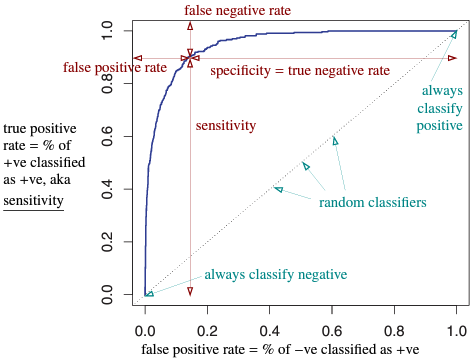 false negative rate
false positive rate
specificity = true negative rate
always
classify
positive
sensitivity
true positive
rate = % of
+ve classified
as +ve, aka
sensitivity
random classifiers
always classify negative
0.0
0.2
0.4
0.6
0.8
1.0
0.0
0.2
0.4
0.6
0.8
1.0
false positive rate = % of −ve classified as +ve